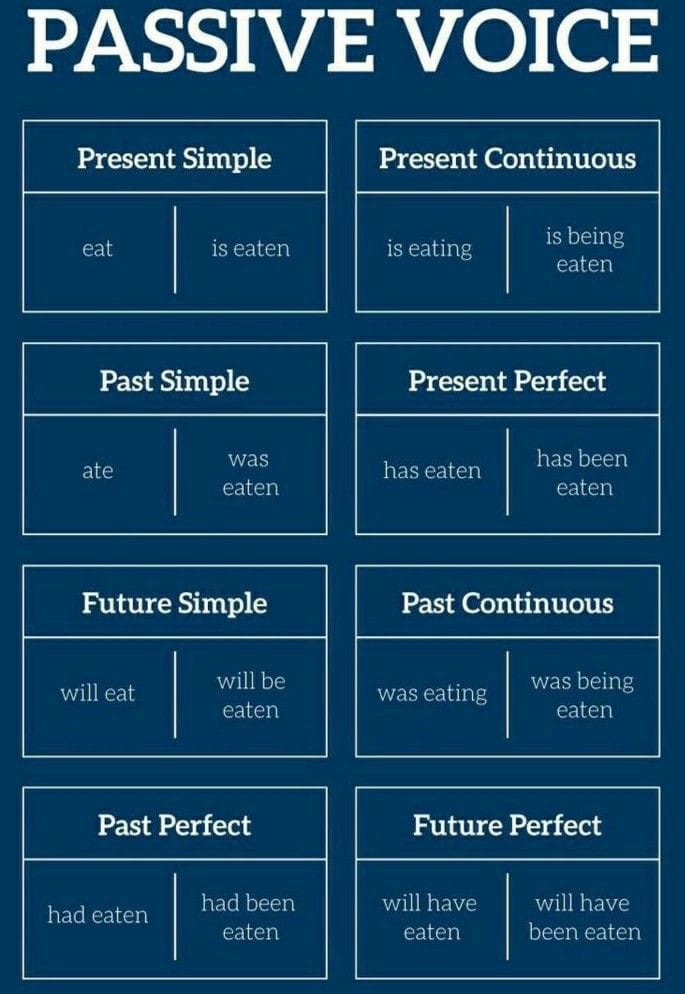 PASSIVE VOICE
Present Simple
eat
is eaten
Present Continuous
is eating
is being
eaten
Past Simple
ate
was
eaten
Present Perfect
has eaten
has been
eaten
Future Simple
will eat
will be
eaten
Past Continuous
was eating
was being
eaten
Past Perfect
had eaten
had been
eaten
Future Perfect
will have
eaten
will have
been eaten